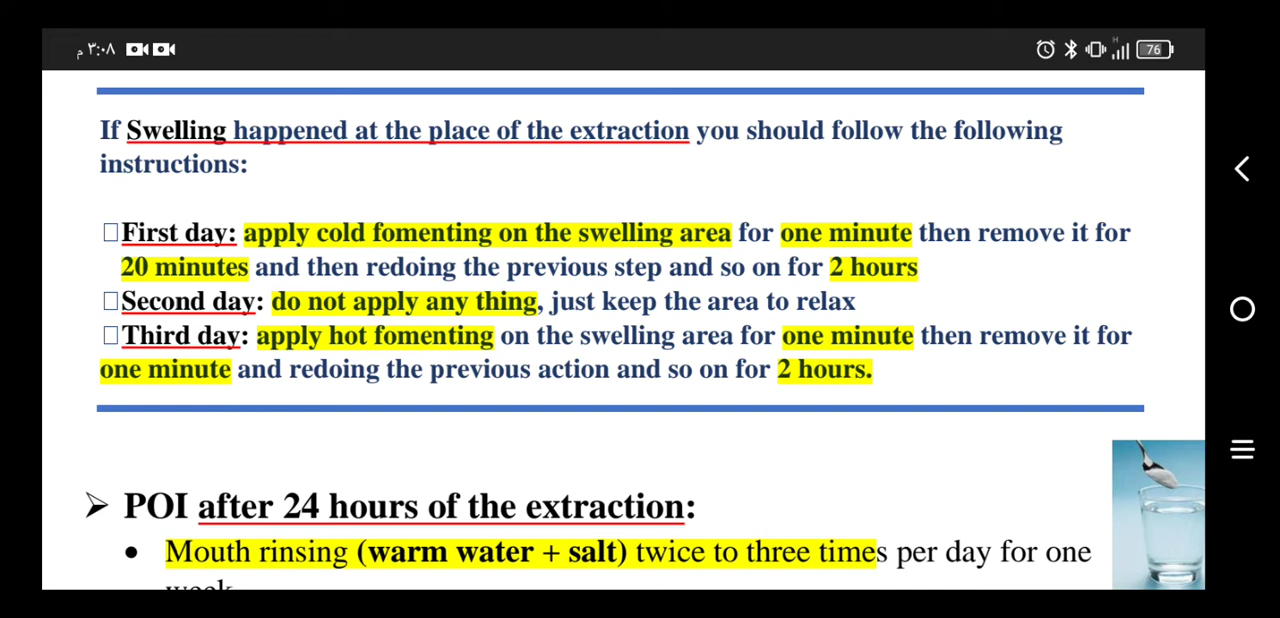 ٣:٠٨ م
H
76
If Swelling happened at the place of the extraction you should follow the following
instructions:
First day: apply cold fomenting on the swelling area for one minute then remove it for
20 minutes and then redoing the previous step and so on for 2 hours
Second day: do not apply any thing, just keep the area to relax
Third day: apply hot fomenting on the swelling area for one minute then remove it for
one minute and redoing the previous action and so on for 2 hours.
POI after 24 hours of the extraction:
Mouth rinsing (warm water + salt) twice to three times per day for one
week